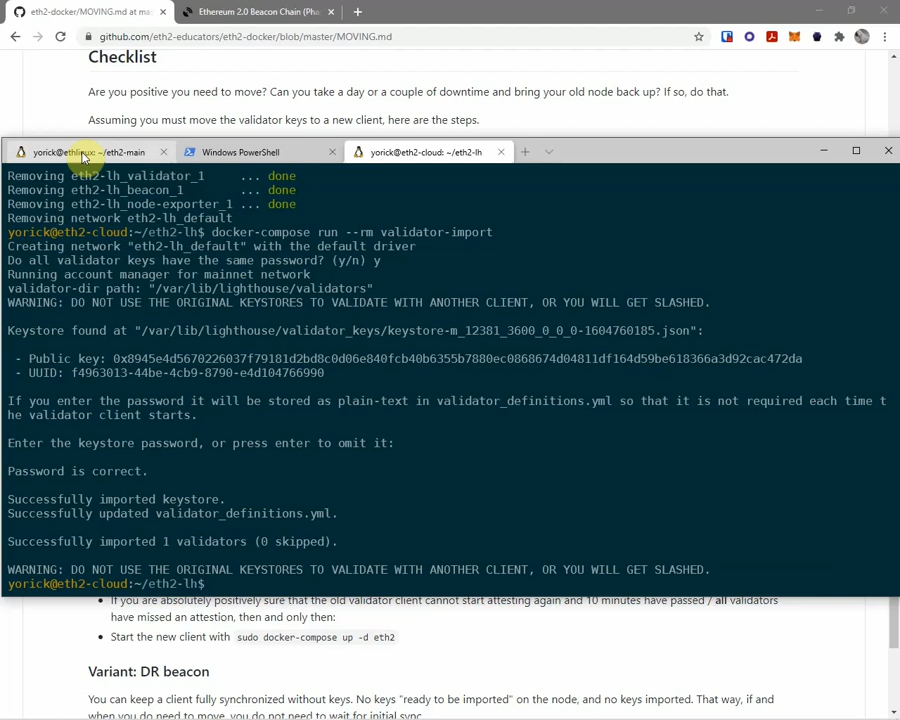 eth2-docker/MOVING.md at ma
Ethereum 2.0 Beacon Chain (Pha
github.com/eth2-educators/eth2-docker/blob/master/MOVING.md
Checklist
Are you positive you need to move? Can you take a day or a couple of downtime and bring your old node back up? If so, do that.
Assuming you must move the validator keys to a new client, here are the steps.
yorick@ethlinux: ~/eth2-main
Windows PowerShell
yorick@eth2-cloud: ~/eth2-lh
Removing eth2-lh_validator_1 ... done
Removing eth2-lh_beacon_1 ... done
Removing eth2-lh_node-exporter_1 ... done
Removing network eth2-lh_default
yorick@eth2-cloud:~/eth2-lh$ docker-compose run --rm validator-import
Creating network "eth2-lh_default" with the default driver
Do all validator keys have the same password? (y/n) y
Running account manager for mainnet network
validator-dir path: "/var/lib/lighthouse/validators"
WARNING: DO NOT USE THE ORIGINAL KEYSTORES TO VALIDATE WITH ANOTHER CLIENT, OR YOU WILL GET SLASHED.
Keystore found at "/var/lib/lighthouse/validator_keys/keystore-m_12381_3600_0_0_0-1604760185.json":
- Public key: 0x8945e4d5670226037f79181d2bd8c0d06e840fcb40b6355b7880ec0868674d04811df164d59be618366a3d92cac472da
- UUID: f4963013-44be-4cb9-8790-e4d104766990
If you enter the password it will be stored as plain-text in validator_definitions.yml so that it is not required each time t
he validator client starts.
Enter the keystore password, or press enter to omit it:
Password is correct.
Successfully imported keystore.
Successfully updated validator_definitions.yml.
Successfully imported 1 validators (0 skipped).
WARNING: DO NOT USE THE ORIGINAL KEYSTORES TO VALIDATE WITH ANOTHER CLIENT, OR YOU WILL GET SLASHED.
yorick@eth2-cloud:~/eth2-lh$
• If you are absolutely positively sure that the old validator client cannot start attesting again and 10 minutes have passed / all validators
have missed an attestion, then and only then:
• Start the new client with sudo docker-compose up -d eth2
Variant: DR beacon
You can keep a client fully synchronized without keys. No keys "ready to be imported" on the node, and no keys imported. That way, if and
when you do need to move, you do not need to wait for initial sync.